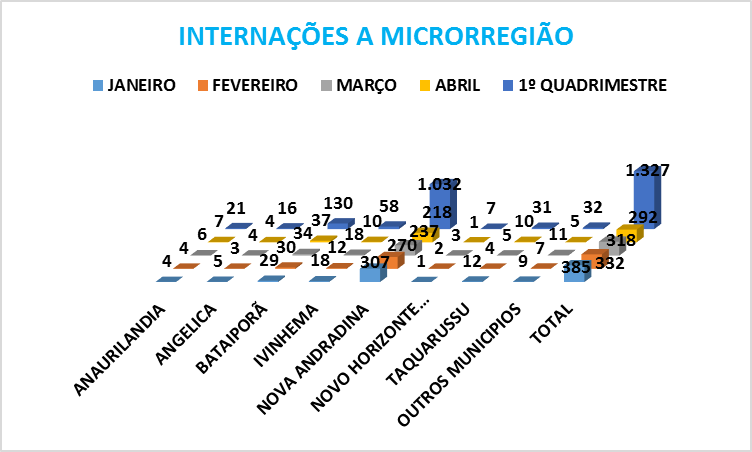 INTERNAÇÕES A MICRORREGIÃO
JANEIRO FEVEREIRO MARÇO ABRIL 1º QUADRIMESTRE
21 16 130 58 1.032 7 31 32 1.327
7 4 37 10 218 1 10 5 292
6 4 34 18 237 3 5 11 318
4 3 30 12 270 2 4 7 332
4 5 29 18 307 1 12 9 385
ANAURILANDIA
ANGELICA
BATAIPORÃ
IVINHEMA
NOVA ANDRADINA
NOVO HORIZONTE...
TAQUARUSSU
OUTROS MUNICIPIOS
TOTAL